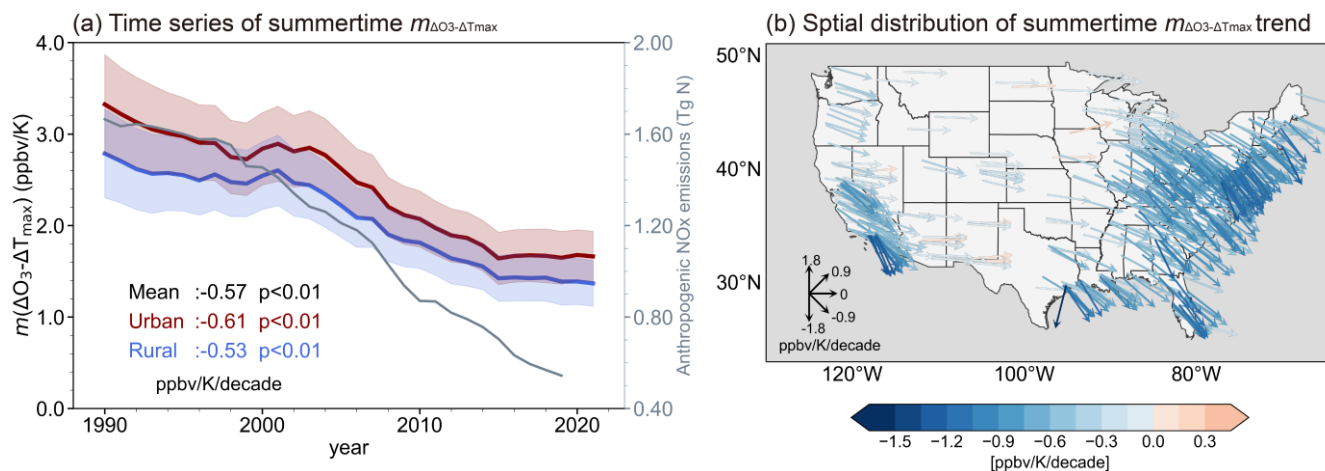 (a) Time series of summertime mΔO3-ΔTmax
4.0
3.0
2.0
1.0
0.0
m(ΔO₃-ΔTmax) (ppbv/K)
2.00
1.60
1.20
0.80
0.40
Anthropogenic NOx emissions (Tg N)
Mean :-0.57 p<0.01
Urban :-0.61 p<0.01
Rural :-0.53 p<0.01
ppbv/K/decade
1990 2000 2010 2020
year
(b) Sptial distribution of summertime mΔO3-ΔTmax trend
50°N
40°N
30°N
1.8
0.9
0
-0.9
-1.8
ppbv/K/decade
120°W 100°W 80°W
−1.5 −1.2 −0.9 −0.6 −0.3 0.0 0.3
[ppbv/K/decade]